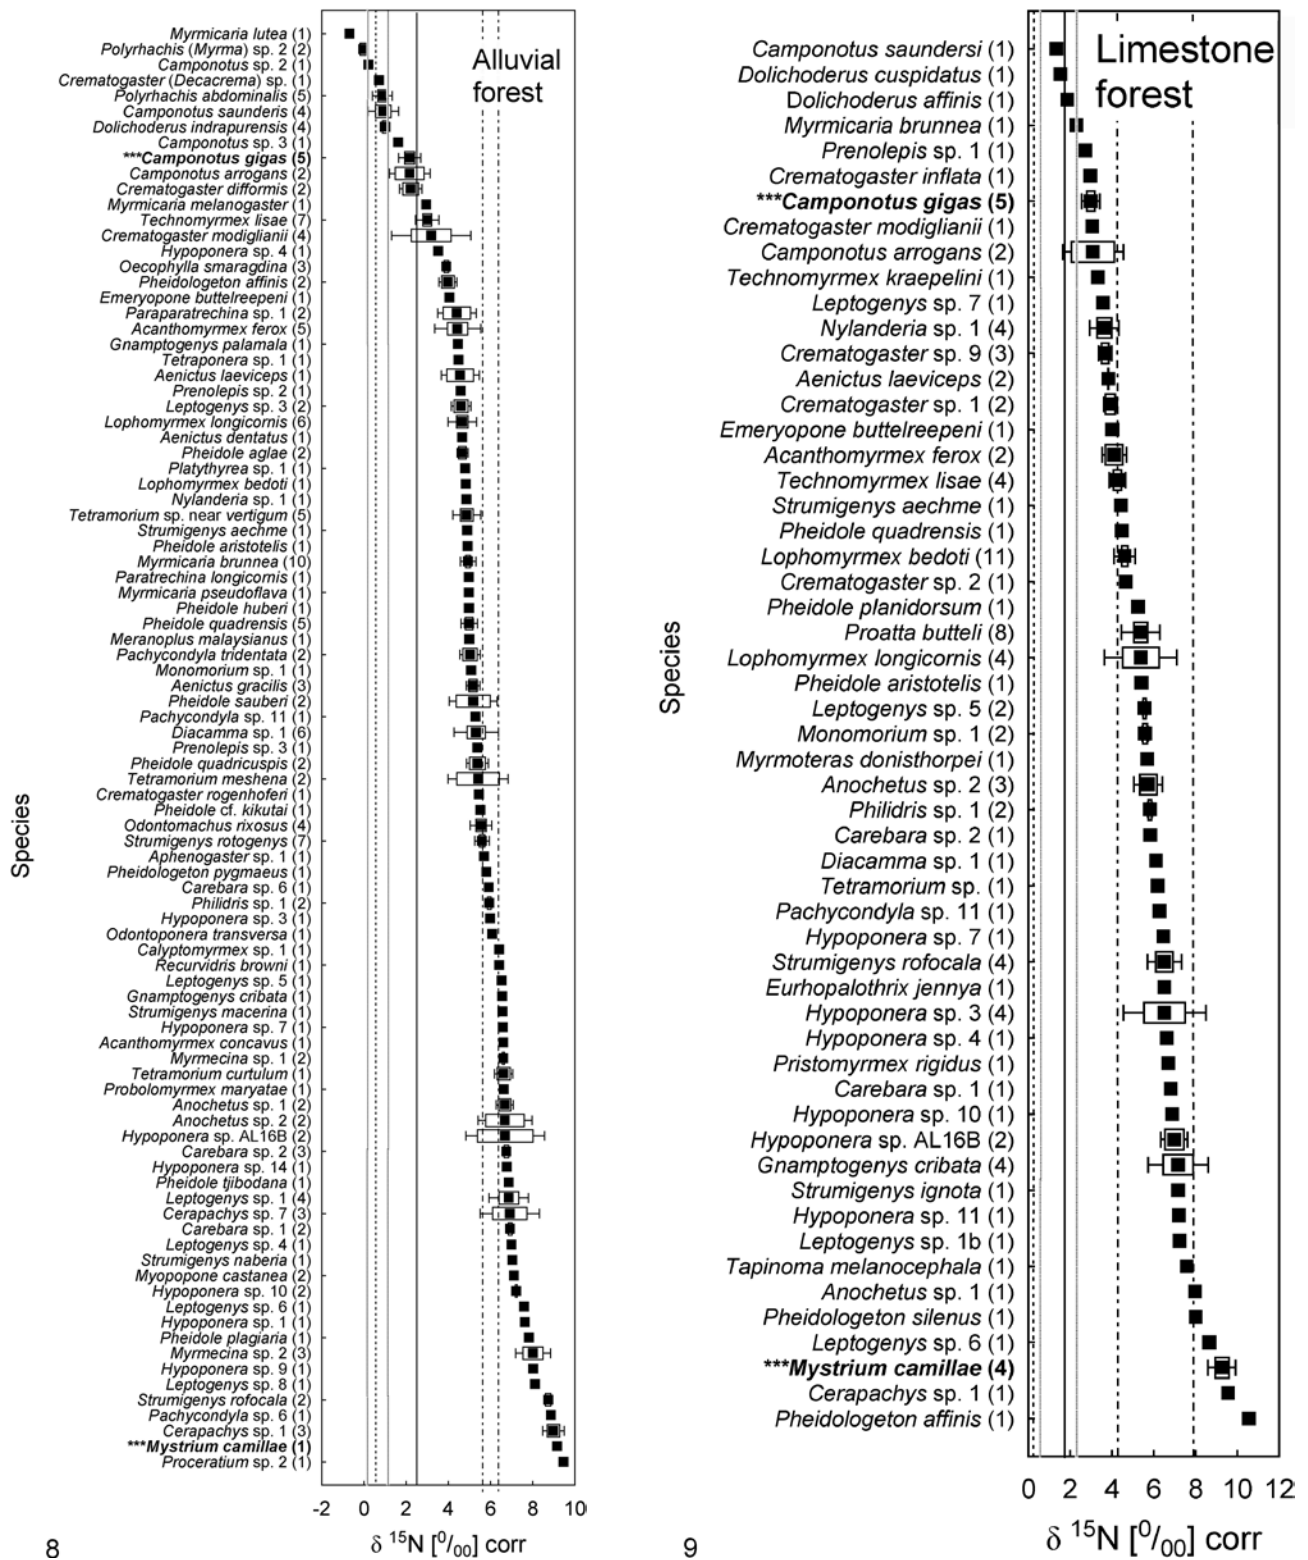 Alluvial
forest
Species
Myrmicaria lutea (1)
Polyrhachis (Myrma) sp. 2 (2)
Camponotus sp. 2 (1)
Crematogaster (Decacrema) sp. (1)
Polyrhachis abdominalis (5)
Camponotus saunderis (4)
Dolichoderus indrapurensis (4)
Camponotus sp. 3 (1)
***Camponotus gigas (5)
Camponotus arrogans (2)
Crematogaster difformis (2)
Myrmicaria melanogaster (1)
Technomyrmex lisae (7)
Crematogaster modiglianii (4)
Hypoponera sp. 4 (1)
Oecophylla smaragdina (3)
Pheidologeton affinis (2)
Emeryopone buttelreepeni (1)
Paraparatrechina sp. 1 (2)
Acanthomyrmex ferox (5)
Gnamptogenys palamala (1)
Tetraponera sp. 1 (1)
Aenictus laeviceps (1)
Prenolepis sp. 2 (1)
Leptogenys sp. 3 (2)
Lophomyrmex longicornis (6)
Aenictus dentatus (1)
Pheidole aglae (2)
Platythyrea sp. 1 (1)
Lophomyrmex bedoti (1)
Nylanderia sp. 1 (1)
Tetramorium sp. near vertigum (5)
Strumigenys aechme (1)
Pheidole aristotelis (1)
Myrmicaria brunnea (10)
Paratrechina longicornis (1)
Myrmicaria pseudoflava (1)
Pheidole huberi (1)
Pheidole quadrensis (5)
Meranoplus malaysianus (1)
Pachycondyla tridentata (2)
Monomorium sp. 1 (1)
Aenictus gracilis (3)
Pheidole sauberi (2)
Pachycondyla sp. 11 (1)
Diacamma sp. 1 (6)
Prenolepis sp. 3 (1)
Pheidole quadricuspis (2)
Tetramorium meshena (2)
Crematogaster rogenhoferi (1)
Pheidole cf. kikutai (1)
Odontomachus rixosus (4)
Strumigenys rotogenys (7)
Aphenogaster sp. 1 (1)
Pheidologeton pygmaeus (1)
Carebara sp. 6 (1)
Philidris sp. 1 (2)
Hypoponera sp. 3 (1)
Odontoponera transversa (1)
Calyptomyrmex sp. 1 (1)
Recurvidris browni (1)
Leptogenys sp. 5 (1)
Gnamptogenys cribata (1)
Strumigenys macerina (1)
Hypoponera sp. 7 (1)
Acanthomyrmex concavus (1)
Myrmecina sp. 1 (2)
Tetramorium curtulum (1)
Probolomyrmex maryatae (1)
Anochetus sp. 1 (2)
Anochetus sp. 2 (2)
Hypoponera sp. AL16B (2)
Carebara sp. 2 (3)
Hypoponera sp. 14 (1)
Pheidole tjibodana (1)
Leptogenys sp. 1 (4)
Cerapachys sp. 7 (3)
Carebara sp. 1 (2)
Leptogenys sp. 4 (1)
Strumigenys naberia (1)
Myopopone castanea (2)
Hypoponera sp. 10 (2)
Leptogenys sp. 6 (1)
Hypoponera sp. 1 (1)
Pheidole plagiaria (1)
Myrmecina sp. 2 (3)
Hypoponera sp. 9 (1)
Leptogenys sp. 8 (1)
Strumigenys rofocala (2)
Pachycondyla sp. 6 (1)
Cerapachys sp. 1 (3)
***Mystrium camillae (1)
Proceratium sp. 2 (1)
-2 0 2 4 6 8 10
δ ¹⁵N [⁰/₀₀] corr
8
Limestone
forest
Species
Camponotus saundersi (1)
Dolichoderus cuspidatus (1)
Dolichoderus affinis (1)
Myrmicaria brunnea (1)
Prenolepis sp. 1 (1)
Crematogaster inflata (1)
***Camponotus gigas (5)
Crematogaster modiglianii (1)
Camponotus arrogans (2)
Technomyrmex kraepelini (1)
Leptogenys sp. 7 (1)
Nylanderia sp. 1 (4)
Crematogaster sp. 9 (3)
Aenictus laeviceps (2)
Crematogaster sp. 1 (2)
Emeryopone buttelreepeni (1)
Acanthomyrmex ferox (2)
Technomyrmex lisae (4)
Strumigenys aechme (1)
Pheidole quadrensis (1)
Lophomyrmex bedoti (11)
Crematogaster sp. 2 (1)
Pheidole planidorsum (1)
Proatta butteli (8)
Lophomyrmex longicornis (4)
Pheidole aristotelis (1)
Leptogenys sp. 5 (2)
Monomorium sp. 1 (2)
Myrmoteras donisthorpei (1)
Anochetus sp. 2 (3)
Philidris sp. 1 (2)
Carebara sp. 2 (1)
Diacamma sp. 1 (1)
Tetramorium sp. (1)
Pachycondyla sp. 11 (1)
Hypoponera sp. 7 (1)
Strumigenys rofocala (4)
Eurhopalothrix jennya (1)
Hypoponera sp. 3 (4)
Hypoponera sp. 4 (1)
Pristomyrmex rigidus (1)
Carebara sp. 1 (1)
Hypoponera sp. 10 (1)
Hypoponera sp. AL16B (2)
Gnamptogenys cribata (4)
Strumigenys ignota (1)
Hypoponera sp. 11 (1)
Leptogenys sp. 1b (1)
Tapinoma melanocephala (1)
Anochetus sp. 1 (1)
Pheidologeton silenus (1)
Leptogenys sp. 6 (1)
***Mystrium camillae (4)
Cerapachys sp. 1 (1)
Pheidologeton affinis (1)
0 2 4 6 8 10 12
δ ¹⁵N [⁰/₀₀] corr
9